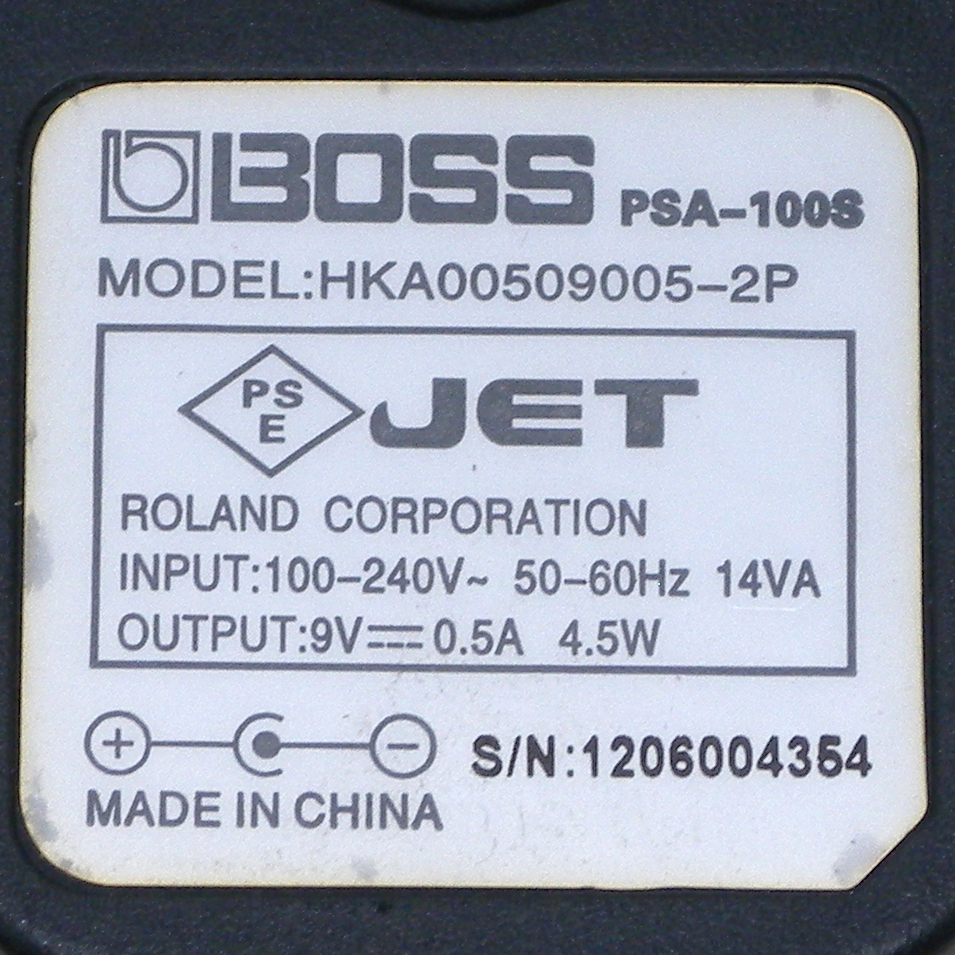 BOSS PSA-100S
MODEL:HKA00509005-2P
PS
E
JET
ROLAND CORPORATION
INPUT:100-240V~ 50-60Hz 14VA
OUTPUT:9V⎓0.5A 4.5W
S/N:1206004354
MADE IN CHINA